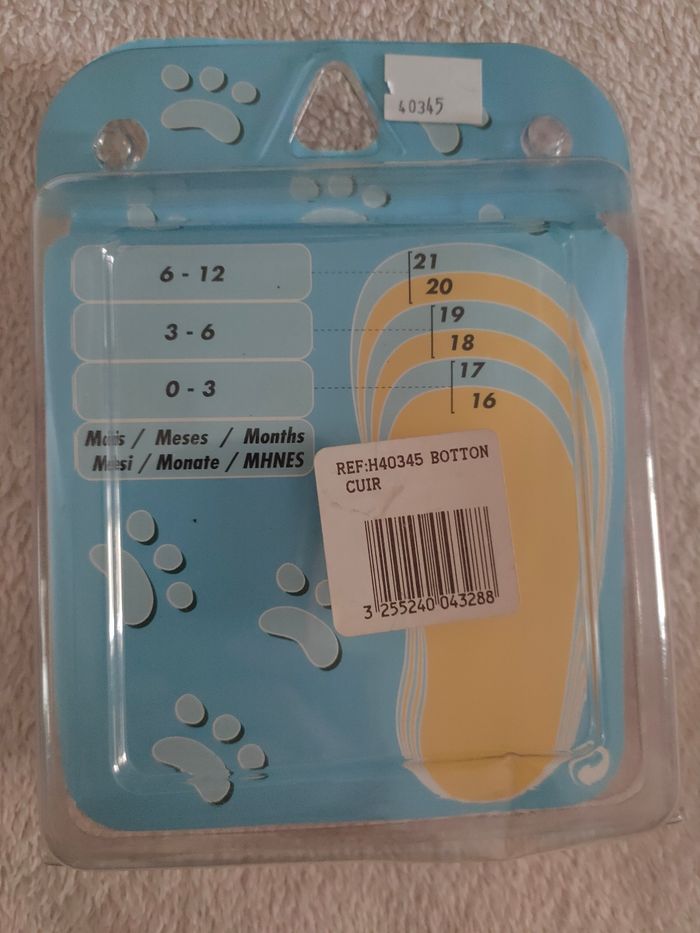 40345
6 - 12
21
20
3 - 6
19
18
0 - 3
17
16
Mois / Meses / Months
Mesi / Monate / MHNES
REF:H40345 BOTTON
CUIR
3 255240 043288